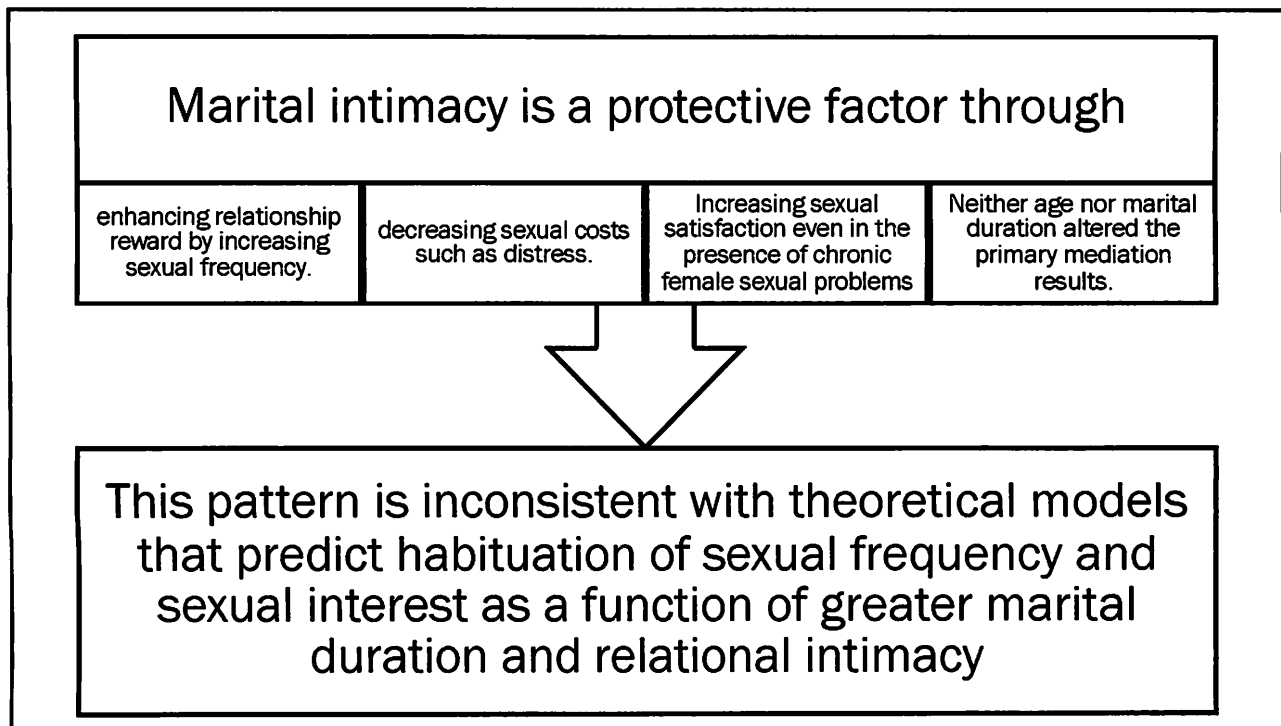 Marital intimacy is a protective factor through
enhancing relationship
reward by increasing
sexual frequency.
decreasing sexual costs
such as distress.
Increasing sexual
satisfaction even in the
presence of chronic
female sexual problems
Neither age nor marital
duration altered the
primary mediation
results.
This pattern is inconsistent with theoretical models
that predict habituation of sexual frequency and
sexual interest as a function of greater marital
duration and relational intimacy